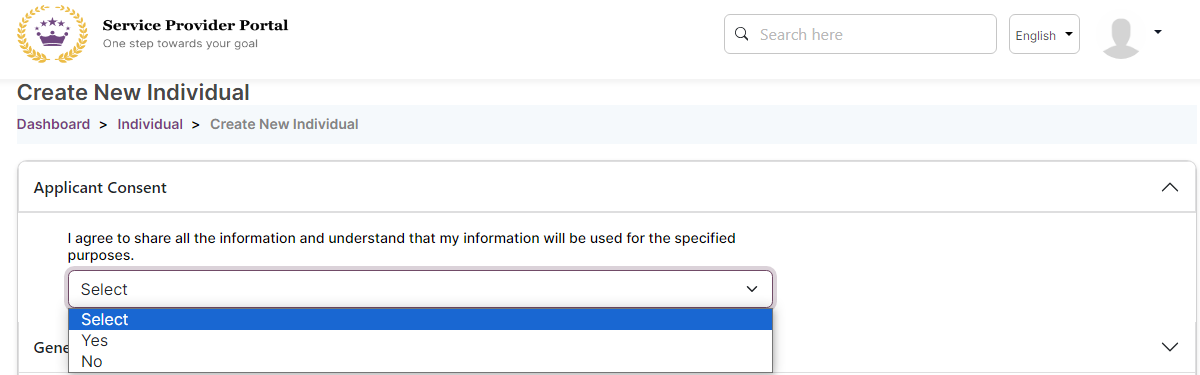 Service Provider Portal
One step towards your goal
Search here
English
Create New Individual
Dashboard > Individual > Create New Individual
Applicant Consent
I agree to share all the information and understand that my information will be used for the specified
purposes.
Select
Select
Yes
No